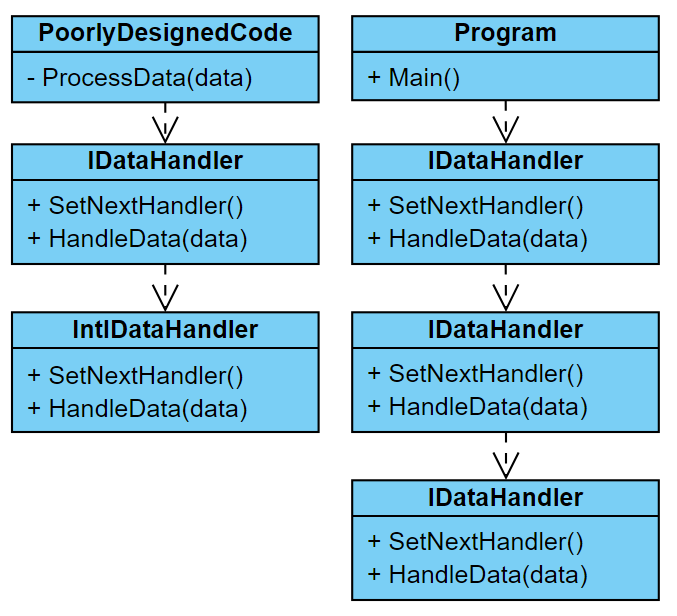 PoorlyDesignedCode
- ProcessData(data)
IDataHandler
+ SetNextHandler()
+ HandleData(data)
IntIDataHandler
+ SetNextHandler()
+ HandleData(data)
Program
+ Main()
IDataHandler
+ SetNextHandler()
+ HandleData(data)
IDataHandler
+ SetNextHandler()
+ HandleData(data)
IDataHandler
+ SetNextHandler()
+ HandleData(data)